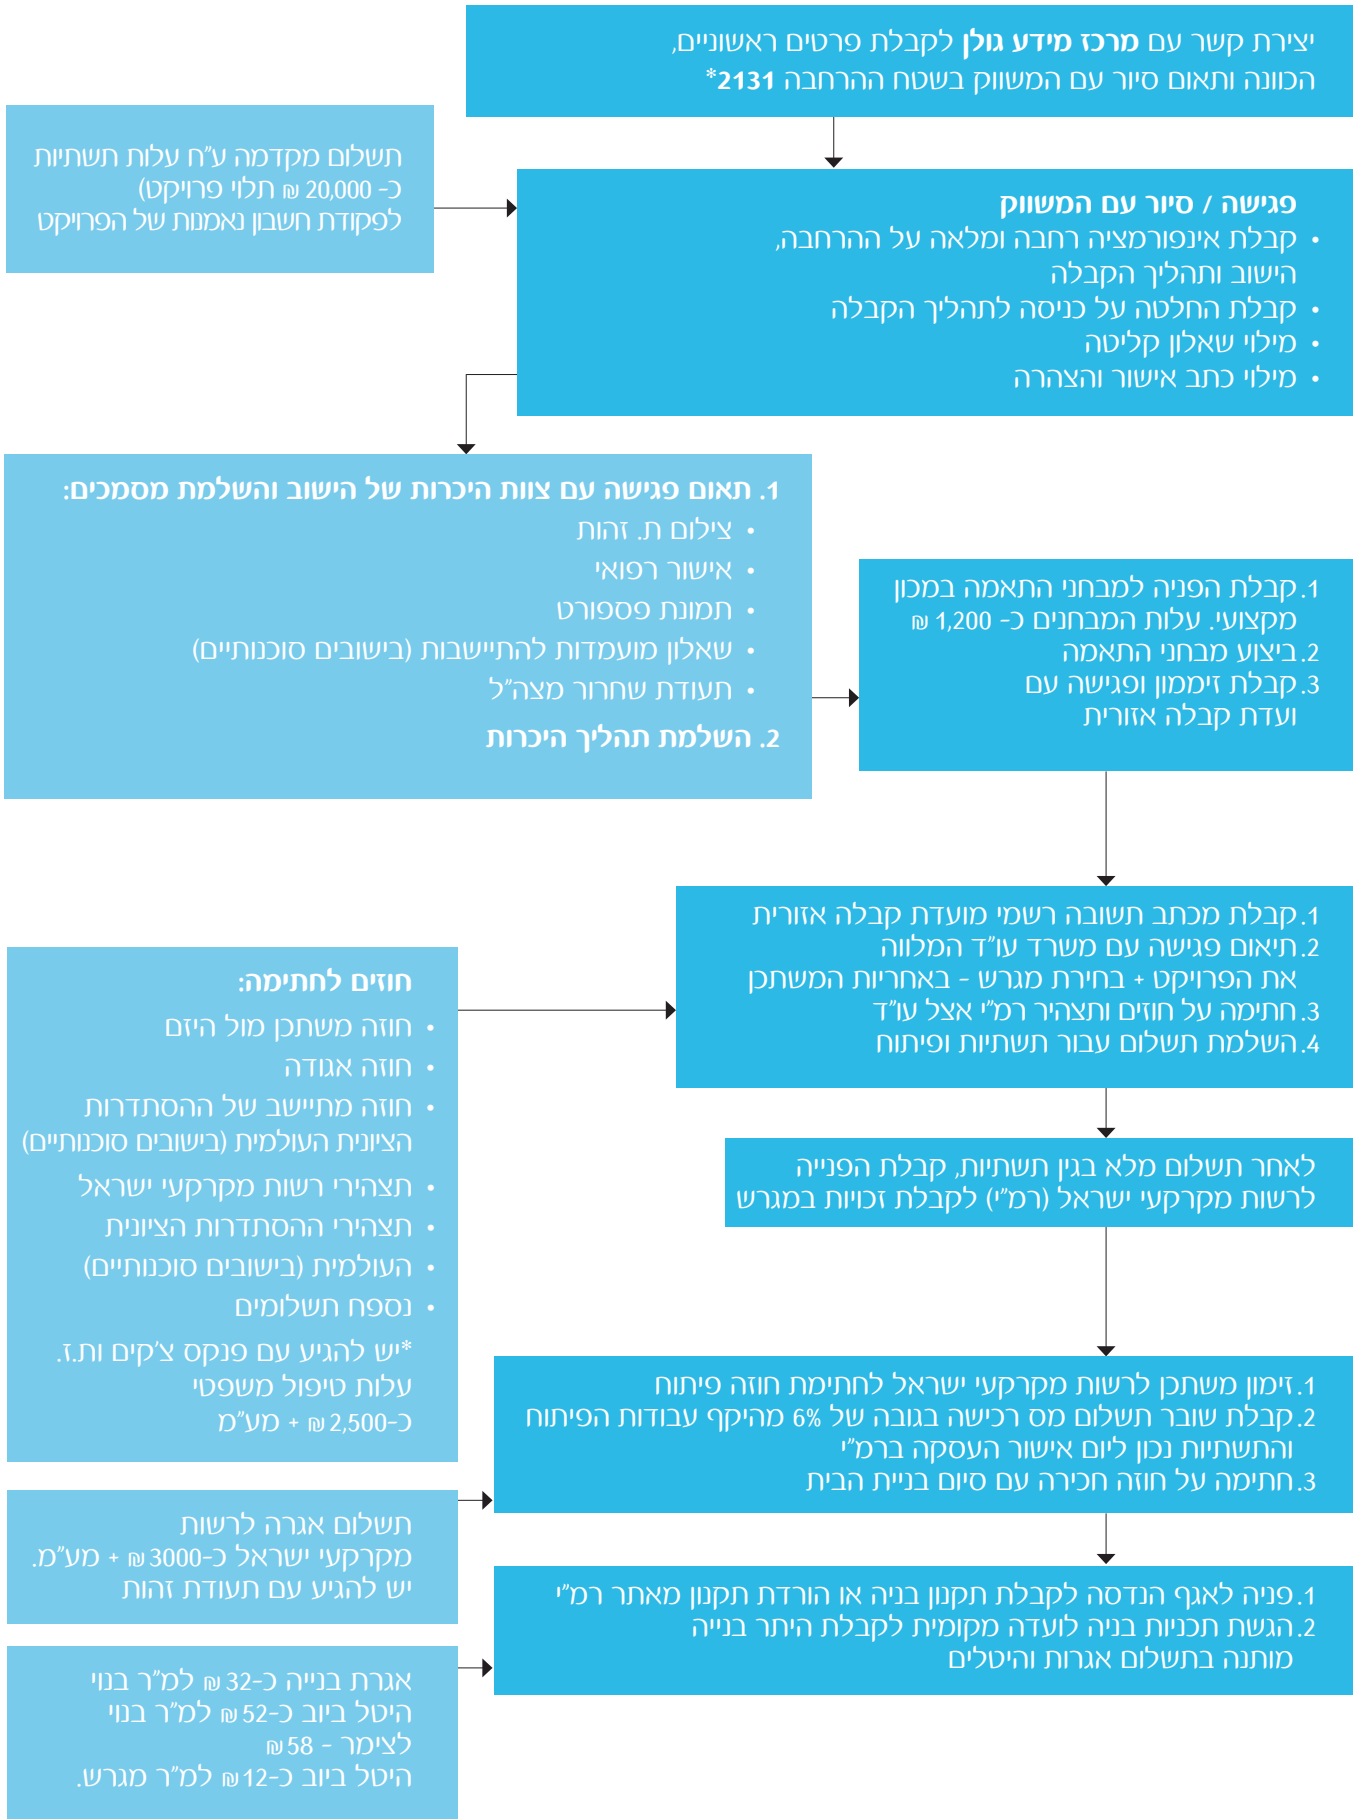 יצירת קשר עם מרכז מידע גולן לקבלת פרטים ראשוניים,
הכוונה ותאום סיור עם המשווק בשטח ההרחבה 2131*
תשלום מקדמה ע"ח עלות תשתיות
כ- 20,000 ₪ תלוי פרויקט)
לפקודת חשבון נאמנות של הפרויקט
פגישה / סיור עם המשווק
• קבלת אינפורמציה רחבה ומלאה על ההרחבה,
הישוב ותהליך הקבלה
• קבלת החלטה על כניסה לתהליך הקבלה
• מילוי שאלון קליטה
• מילוי כתב אישור והצהרה
1. תאום פגישה עם צוות היכרות של הישוב והשלמת מסמכים:
• צילום ת. זהות
• אישור רפואי
• תמונת פספורט
• שאלון מועמדות להתיישבות (בישובים סוכנותיים)
• תעודת שחרור מצה"ל
2. השלמת תהליך היכרות
1. קבלת הפניה למבחני התאמה במכון
מקצועי. עלות המבחנים כ- 1,200 ₪
2. ביצוע מבחני התאמה
3. קבלת זיממון ופגישה עם
ועדת קבלה אזורית
1. קבלת מכתב תשובה רשמי מועדת קבלה אזורית
2. תיאום פגישה עם משרד עו"ד המלווה
את הפרויקט + בחירת מגרש - באחריות המשתכן
3. חתימה על חוזים ותצהיר רמ"י אצל עו"ד
4. השלמת תשלום עבור תשתיות ופיתוח
חוזים לחתימה:
• חוזה משתכן מול היזם
• חוזה אגודה
• חוזה מתיישב של ההסתדרות
הציונית העולמית (בישובים סוכנותיים)
• תצהירי רשות מקרקעי ישראל
• תצהירי ההסתדרות הציונית
• העולמית (בישובים סוכנותיים)
• נספח תשלומים
*יש להגיע עם פנקס צ'קים ות.ז.
עלות טיפול משפטי
כ-2,500 ₪ + מע"מ
לאחר תשלום מלא בגין תשתיות, קבלת הפנייה
לרשות מקרקעי ישראל (רמ"י) לקבלת זכויות במגרש
1. זימון משתכן לרשות מקרקעי ישראל לחתימת חוזה פיתוח
2. קבלת שובר תשלום מס רכישה בגובה של 6% מהיקף עבודות הפיתוח
והתשתיות נכון ליום אישור העסקה ברמ"י
3. חתימה על חוזה חכירה עם סיום בניית הבית
תשלום אגרה לרשות
מקרקעי ישראל כ-3000 ₪ + מע"מ.
יש להגיע עם תעודת זהות
1. פניה לאגף הנדסה לקבלת תקנון בניה או הורדת תקנון מאתר רמ"י
2. הגשת תכניות בניה לועדה מקומית לקבלת היתר בנייה
מותנה בתשלום אגרות והיטלים
אגרת בנייה כ-32 ₪ למ"ר בנוי
היטל ביוב כ-52 ₪ למ"ר בנוי
לצימר - 58 ₪
היטל ביוב כ-12 ₪ למ"ר מגרש.